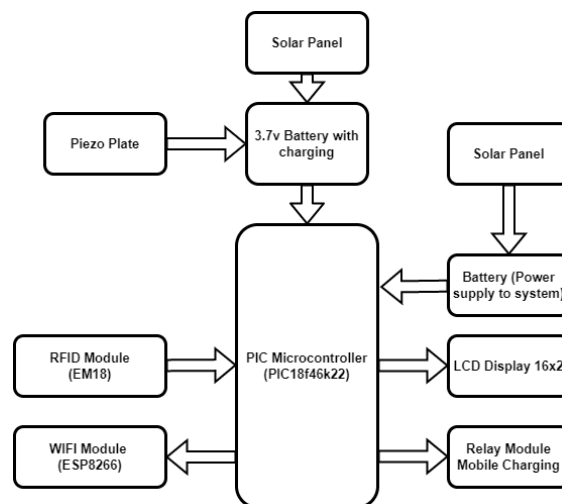 Solar Panel
Piezo Plate
3.7v Battery with
charging
Solar Panel
Battery (Power
supply to system)
RFID Module
(EM18)
PIC Microcontroller
(PIC18f46k22)
LCD Display 16x2
WIFI Module
(ESP8266)
Relay Module
Mobile Charging